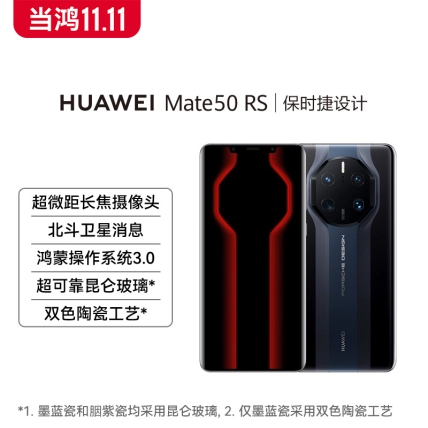 当鸿11.11
HUAWEI Mate50 RS|保时捷设计
超微距长焦摄像头
北斗卫星消息
鸿蒙操作系统3.0
超可靠昆仑玻璃*
双色陶瓷工艺*
HUAWEI
*1. 墨蓝瓷和胭紫瓷均采用昆仑玻璃, 2. 仅墨蓝瓷采用双色陶瓷工艺